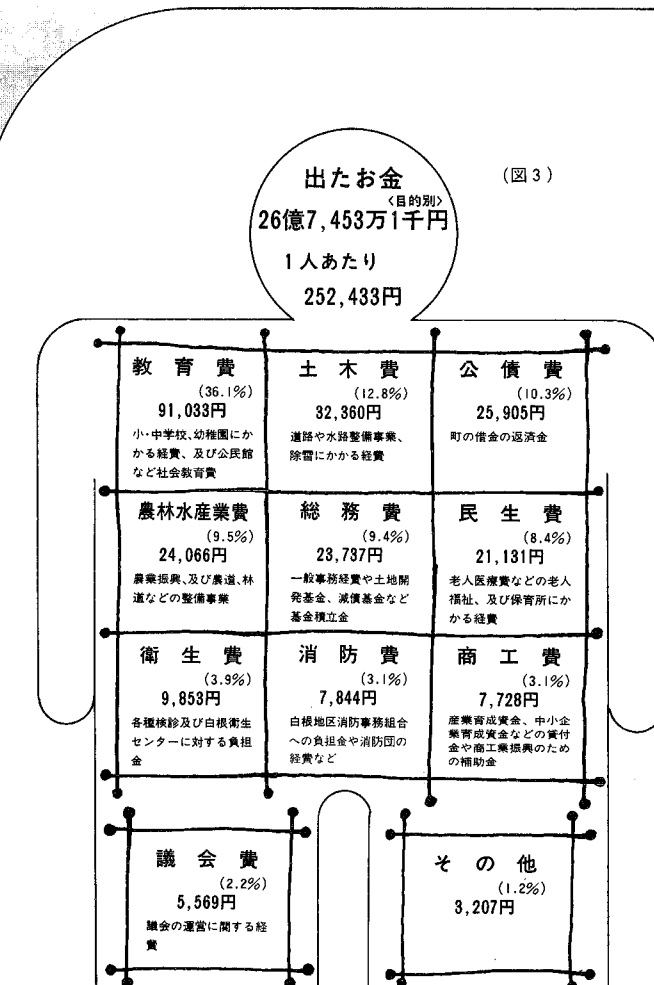 出たお金
(図3)
〈目的別〉
26億7,453万1千円
1人あたり
252,433円
教育費
(36.1%)
91,033円
小・中学校、幼稚園にか
かる経費、及び公民館
など社会教育費
土木費
(12.8%)
32,360円
道路や水路整備事業、
除雪にかかる経費
公債費
(10.3%)
25,905円
町の借金の返済金
農林水産業費
(9.5%)
24,066円
農業振興、及び農道、林
道などの整備事業
総務費
(9.4%)
23,737円
一般事務経費や土地開
発基金、減債基金など
基金積立金
民生費
(8.4%)
21,131円
老人医療費などの老人
福祉、及び保育所にか
かる経費
衛生費
(3.9%)
9,853円
各種検診及び白根衛生
センターに対する負担
金
消防費
(3.1%)
7,844円
白根地区消防事務組合
への負担金や消防団の
経費など
商工費
(3.1%)
7,728円
産業育成資金、中小企
業育成資金などの貸付
金や商工業振興のため
の補助金
議会費
(2.2%)
5,569円
議会の運営に関する経
費
その他
(1.2%)
3,207円